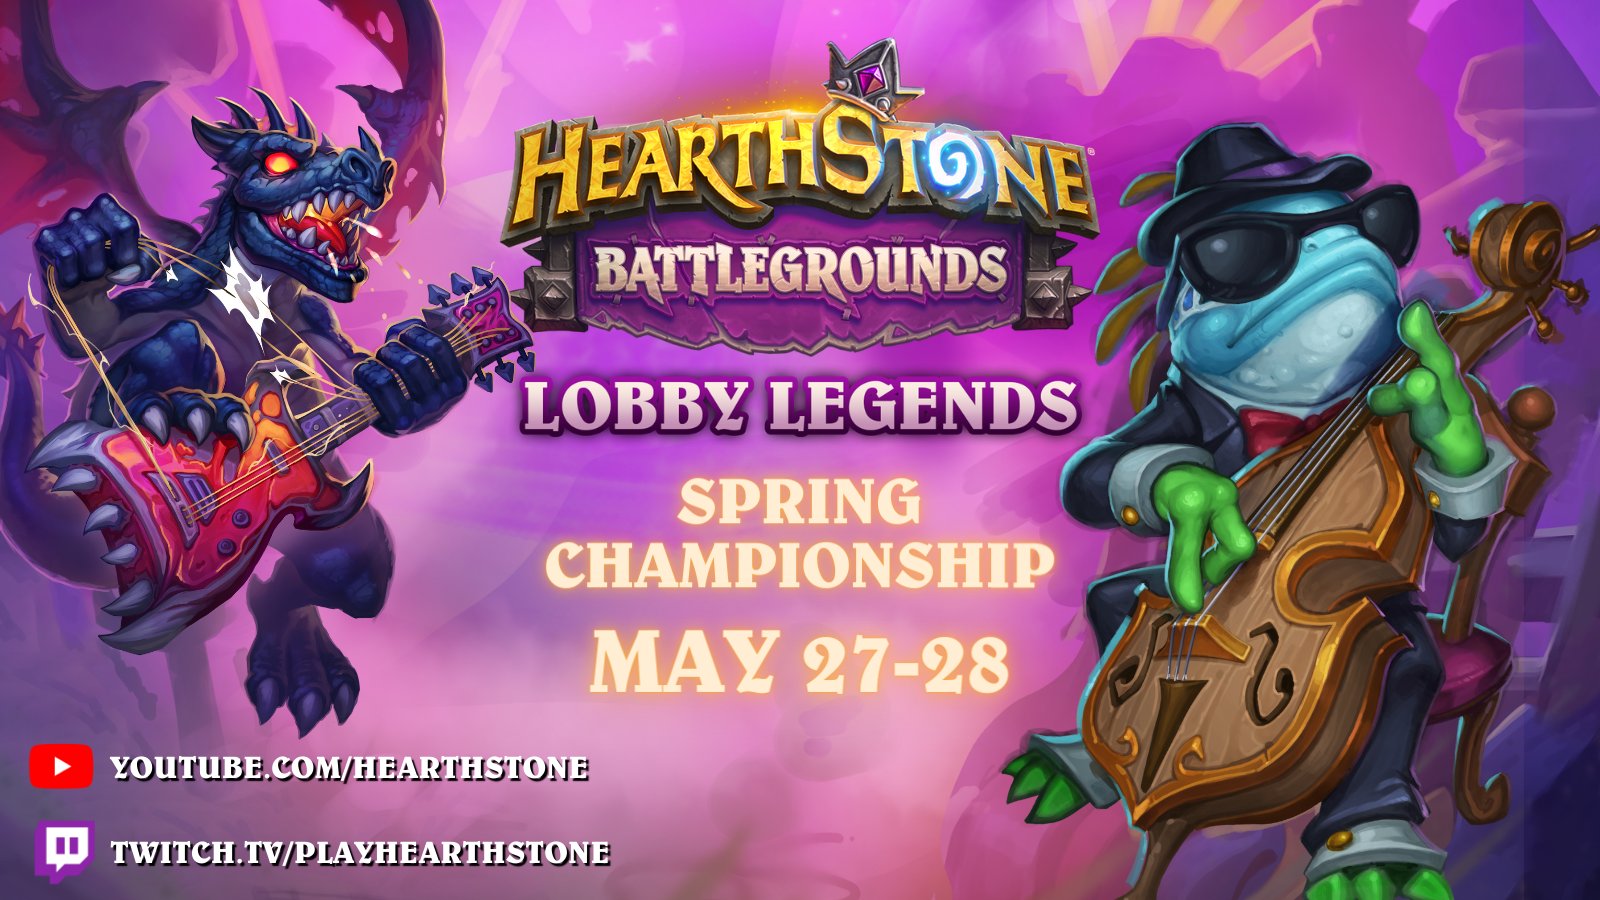 HEARTHSTONE
BATTLEGROUNDS
LOBBY LEGENDS
SPRING
CHAMPIONSHIP
MAY 27-28
YOUTUBE.COM/HEARTHSTONE
TWITCH.TV/PLAYHEARTHSTONE